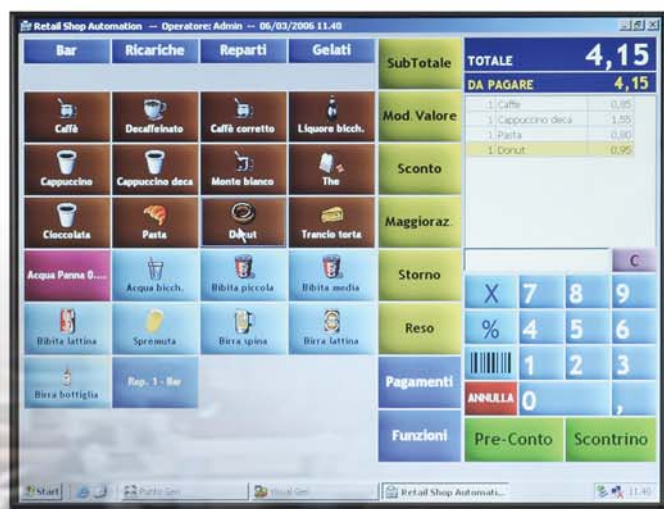 Retail Shop Automation -- Operatore: Admin -- 06/03/2006 11.40
Bar Ricariche Reparti Gelati
SubTotale
TOTALE 4,15
DA PAGARE 4,15
1 Caffe 0,85
1 Cappuccino deca 1,55
1 Pasta 0,80
1 Donut 0,95
Caffè Decaffeinato Caffè corretto Liquore bicch.
Mod. Valore
Cappuccino Cappuccino deca Monte bianco The
Sconto
Cioccolata Pasta Donut Trancio torta
Maggioraz.
Acqua Panna 0.... Acqua bicch. Bibita piccola Bibita media
Storno
C
X 7 8 9
Bibita lattina Spremuta Birra spina Birra lattina
Reso
% 4 5 6
Birra bottiglia Rep. 1 - Bar
Pagamenti
1 2 3
ANNULLA 0 ,
Funzioni
Pre-Conto Scontrino
Start Punto Gen Visual Gen Retail Shop Automati... 11.40